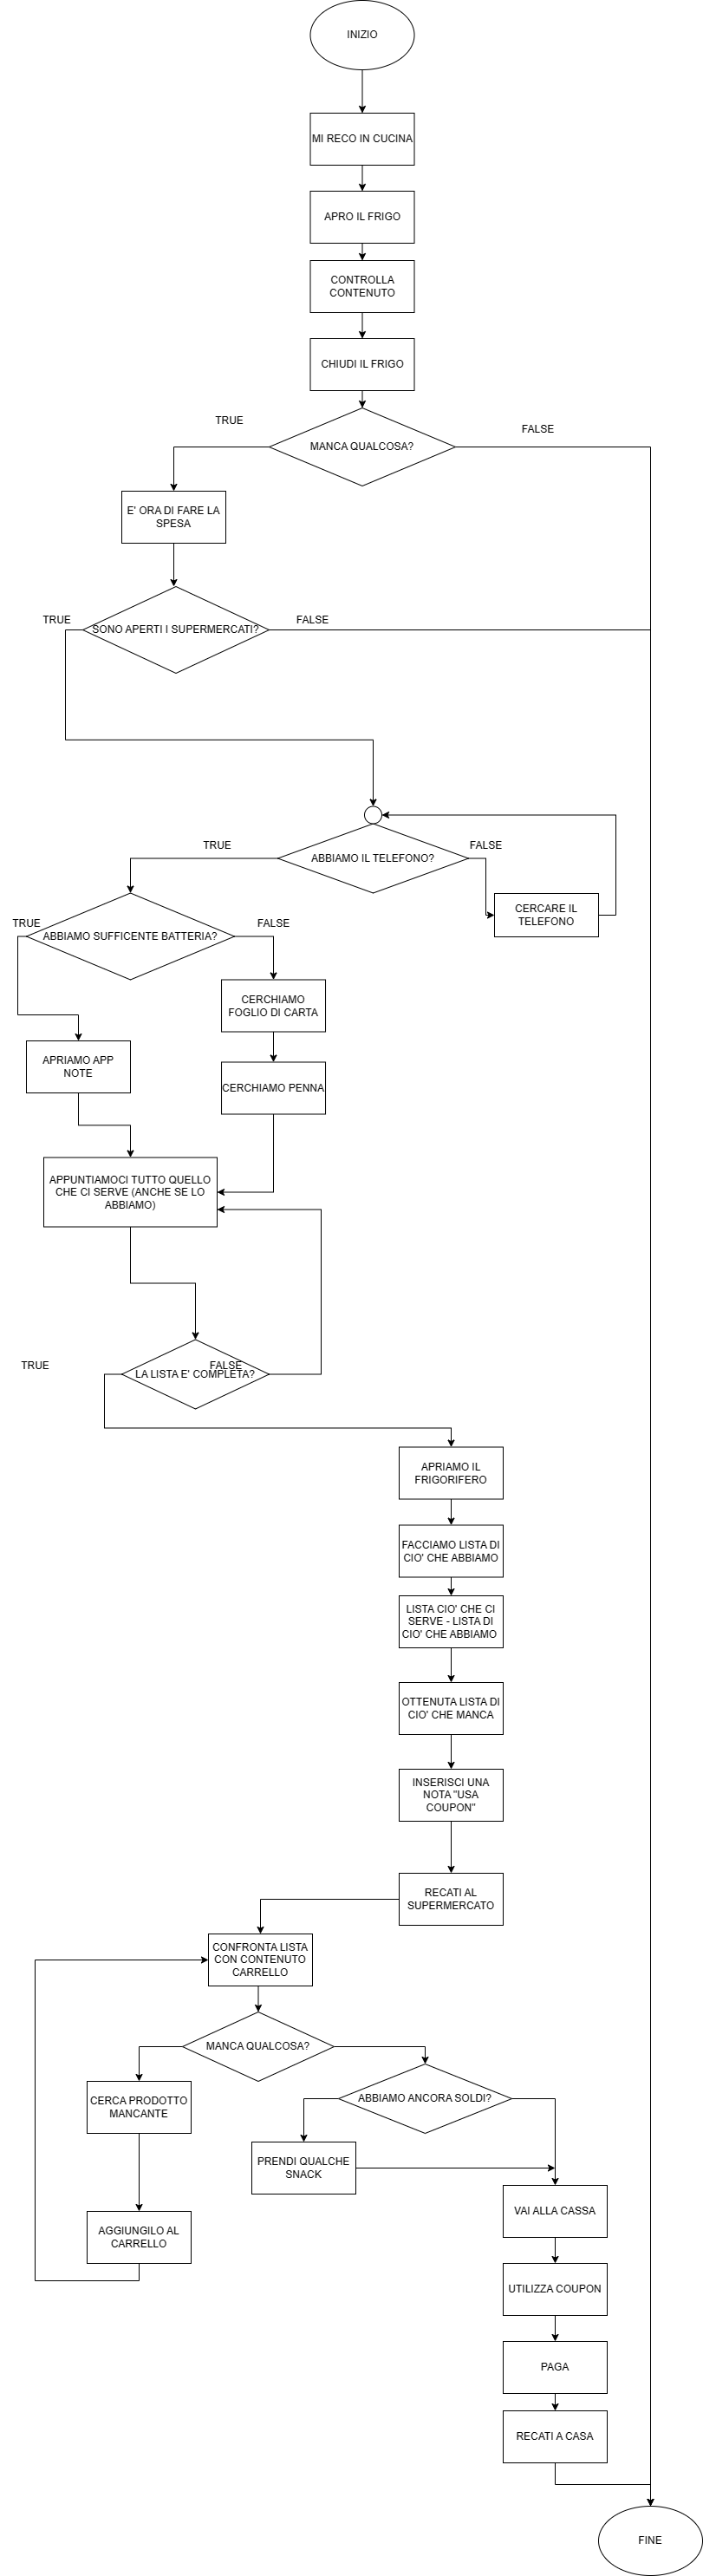 INIZIO
MI RECO IN CUCINA
APRO IL FRIGO
CONTROLLA
CONTENUTO
CHIUDI IL FRIGO
TRUE
MANCA QUALCOSA?
FALSE
E' ORA DI FARE LA
SPESA
TRUE
SONO APERTI I SUPERMERCATI?
FALSE
TRUE
ABBIAMO IL TELEFONO?
FALSE
CERCARE IL
TELEFONO
TRUE
ABBIAMO SUFFICENTE BATTERIA?
FALSE
CERCHIAMO
FOGLIO DI CARTA
APRIAMO APP
NOTE
CERCHIAMO PENNA
APPUNTIAMOCI TUTTO QUELLO
CHE CI SERVE (ANCHE SE LO
ABBIAMO)
TRUE
FALSE
LA LISTA E' COMPLETA?
APRIAMO IL
FRIGORIFERO
FACCIAMO LISTA DI
CIO' CHE ABBIAMO
LISTA CIO' CHE CI
SERVE - LISTA DI
CIO' CHE ABBIAMO
OTTENUTA LISTA DI
CIO' CHE MANCA
INSERISCI UNA
NOTA "USA
COUPON"
RECATI AL
SUPERMERCATO
CONFRONTA LISTA
CON CONTENUTO
CARRELLO
MANCA QUALCOSA?
CERCA PRODOTTO
MANCANTE
ABBIAMO ANCORA SOLDI?
PRENDI QUALCHE
SNACK
AGGIUNGILO AL
CARRELLO
VAI ALLA CASSA
UTILIZZA COUPON
PAGA
RECATI A CASA
FINE